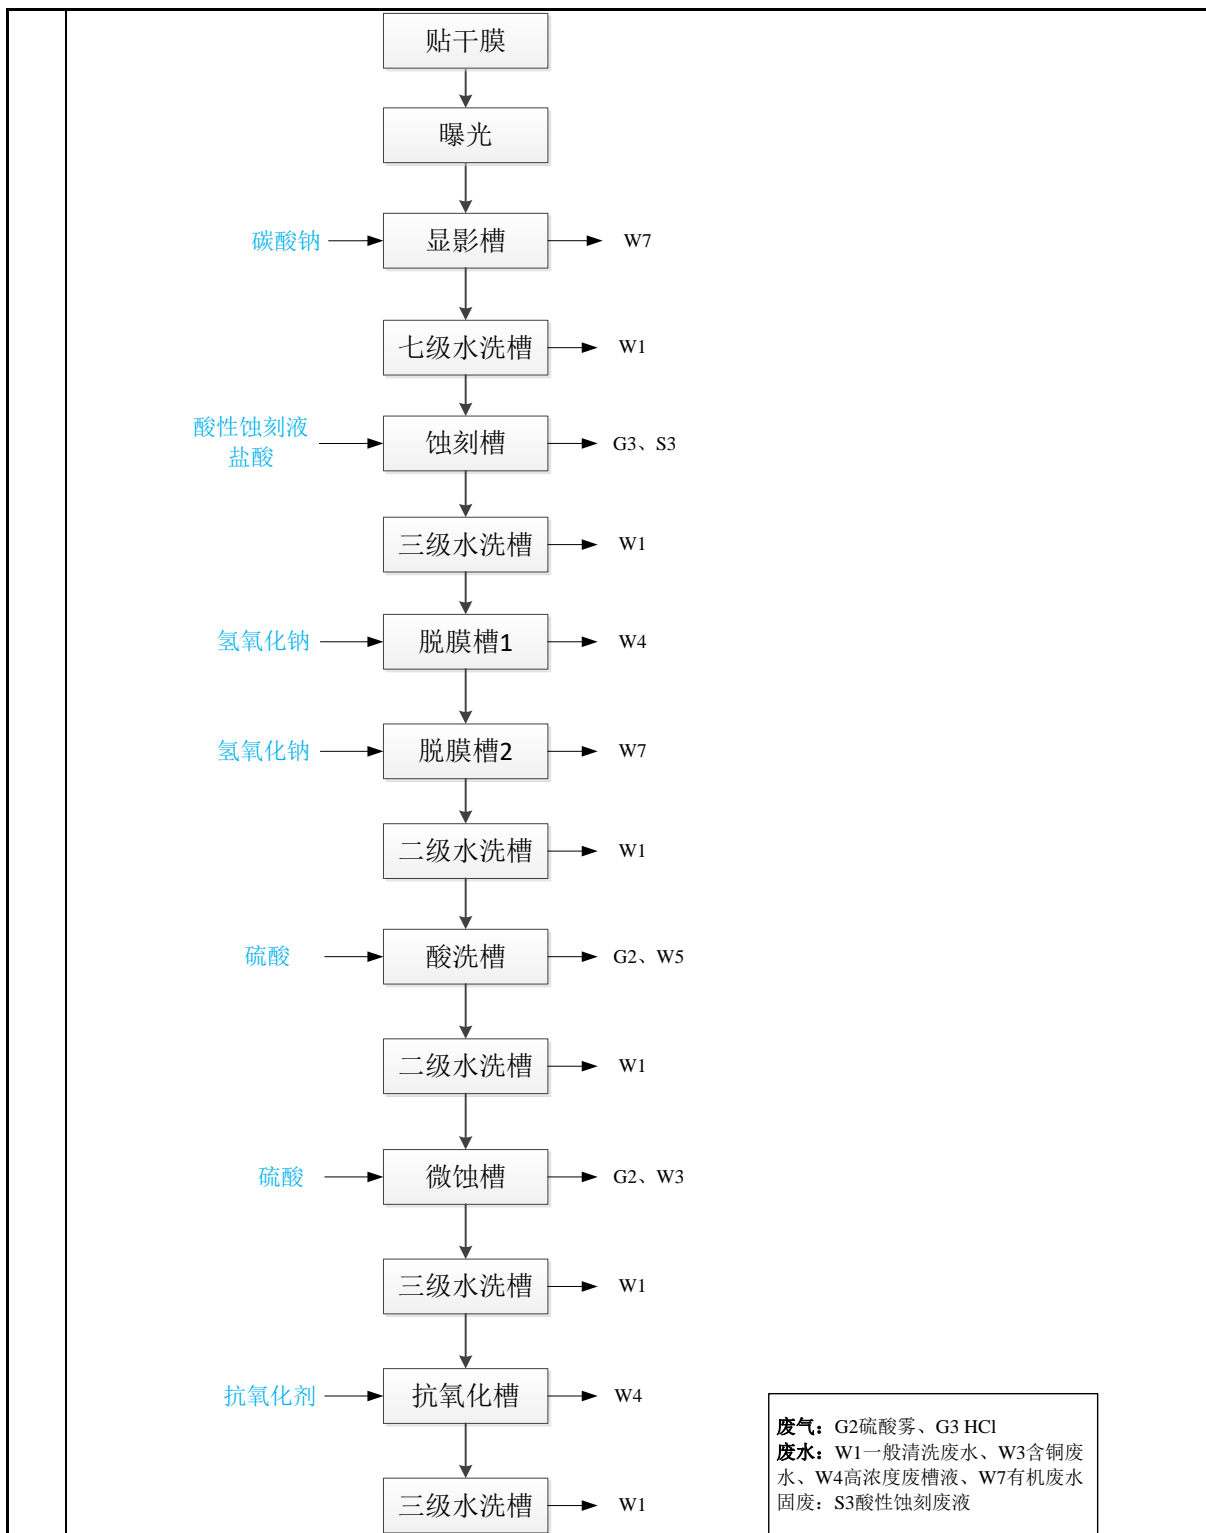 贴干膜
曝光
碳酸钠
显影槽
W7
七级水洗槽
W1
酸性蚀刻液
盐酸
蚀刻槽
G3、S3
三级水洗槽
W1
氢氧化钠
脱膜槽1
W4
氢氧化钠
脱膜槽2
W7
二级水洗槽
W1
硫酸
酸洗槽
G2、W5
二级水洗槽
W1
硫酸
微蚀槽
G2、W3
三级水洗槽
W1
抗氧化剂
抗氧化槽
W4
三级水洗槽
W1
废气：G2硫酸雾、G3 HCl
废水：W1一般清洗废水、W3含铜废
水、W4高浓度废槽液、W7有机废水
固废：S3酸性蚀刻废液